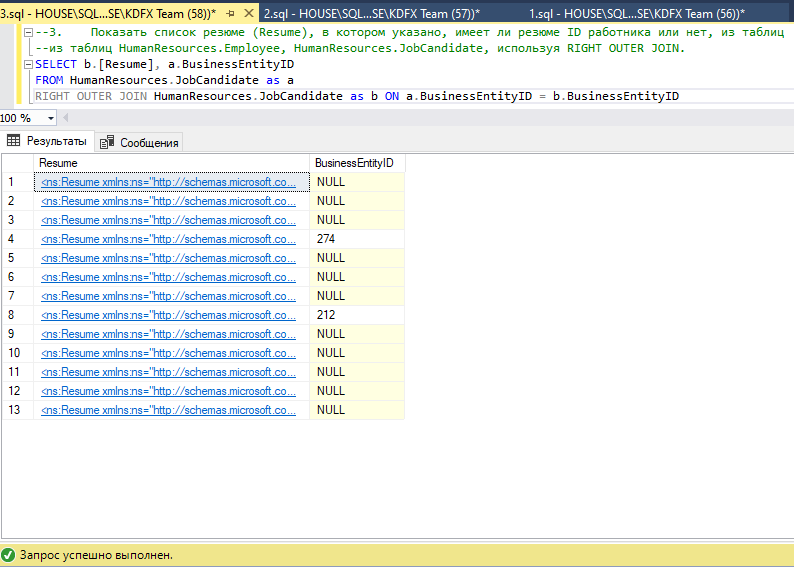 3.sql - HOUSE\SQL...SE\KDFX Team (58))* 2.sql - HOUSE\SQL...SE\KDFX Team (57))* 1.sql - HOUSE\SQL...SE\KDFX Team (56))*
--3. Показать список резюме (Resume), в котором указано, имеет ли резюме ID работника или нет, из таблиц
--из таблиц HumanResources.Employee, HumanResources.JobCandidate, используя RIGHT OUTER JOIN.
SELECT b.[Resume], a.BusinessEntityID
FROM HumanResources.JobCandidate as a
RIGHT OUTER JOIN HumanResources.JobCandidate as b ON a.BusinessEntityID = b.BusinessEntityID
100 %
Результаты Сообщения
Resume BusinessEntityID
1 <ns:Resume xmlns:ns="http://schemas.microsoft.co... NULL
2 <ns:Resume xmlns:ns="http://schemas.microsoft.co... NULL
3 <ns:Resume xmlns:ns="http://schemas.microsoft.co... NULL
4 <ns:Resume xmlns:ns="http://schemas.microsoft.co... 274
5 <ns:Resume xmlns:ns="http://schemas.microsoft.co... NULL
6 <ns:Resume xmlns:ns="http://schemas.microsoft.co... NULL
7 <ns:Resume xmlns:ns="http://schemas.microsoft.co... NULL
8 <ns:Resume xmlns:ns="http://schemas.microsoft.co... 212
9 <ns:Resume xmlns:ns="http://schemas.microsoft.co... NULL
10 <ns:Resume xmlns:ns="http://schemas.microsoft.co... NULL
11 <ns:Resume xmlns:ns="http://schemas.microsoft.co... NULL
12 <ns:Resume xmlns:ns="http://schemas.microsoft.co... NULL
13 <ns:Resume xmlns:ns="http://schemas.microsoft.co... NULL
Запрос успешно выполнен.